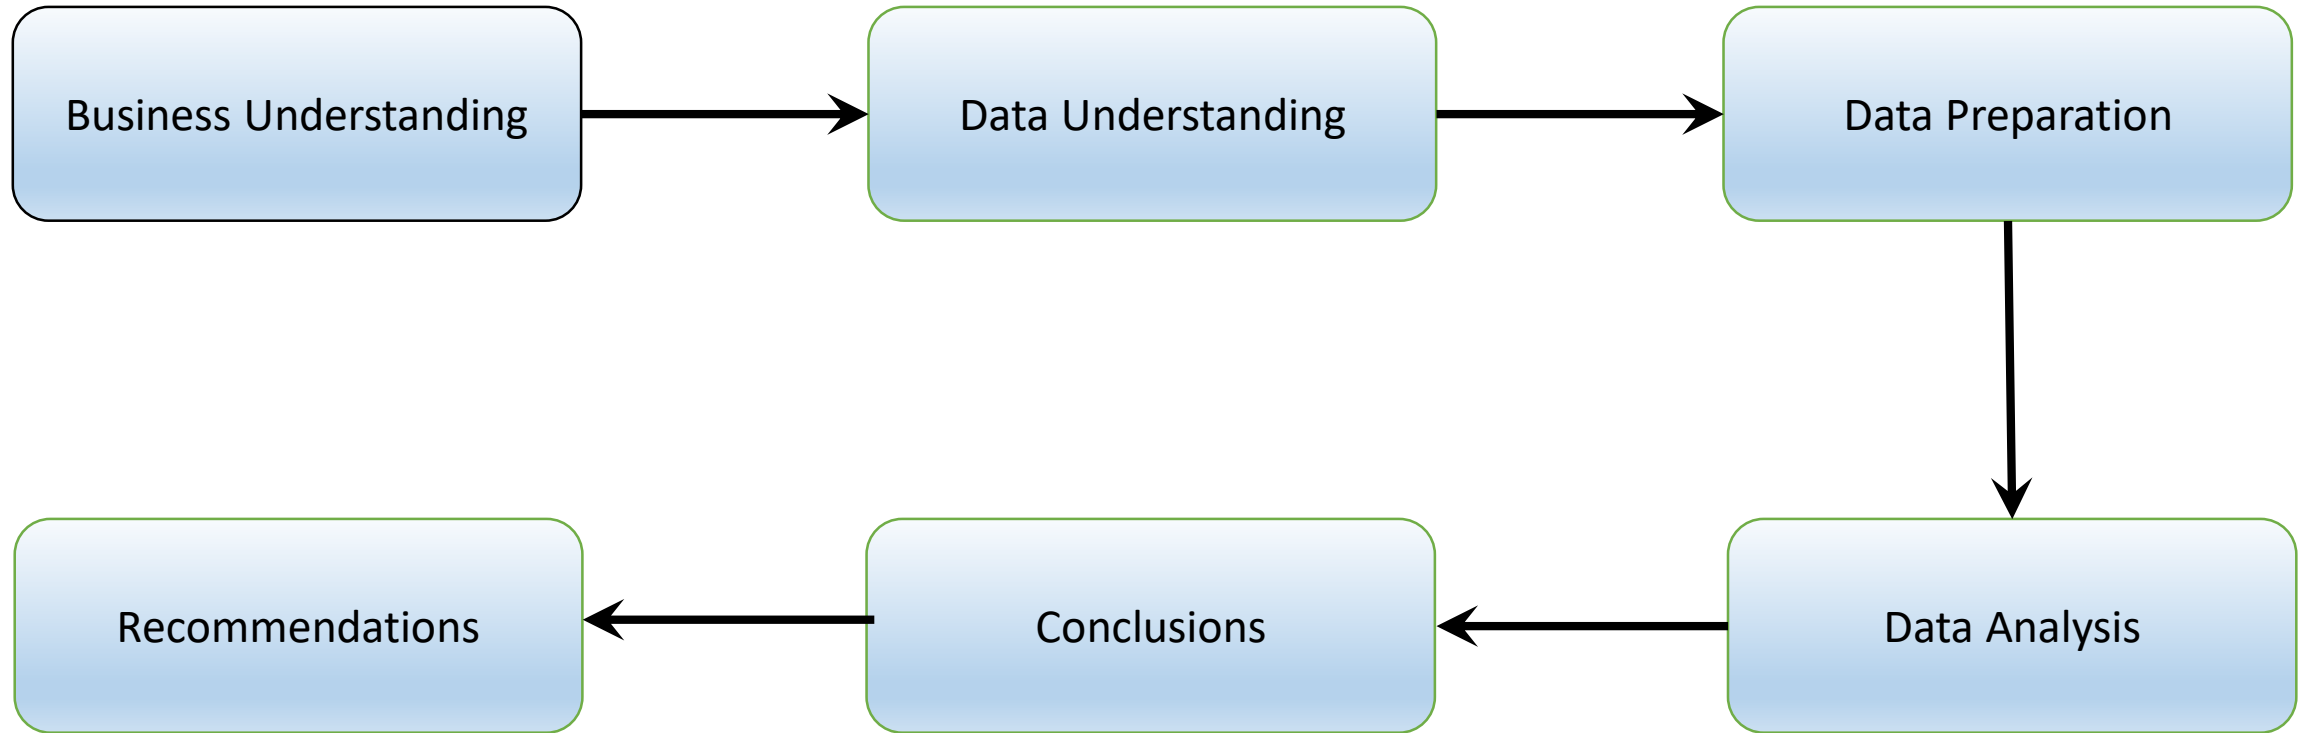 Business Understanding
Data Understanding
Data Preparation
Recommendations
Conclusions
Data Analysis